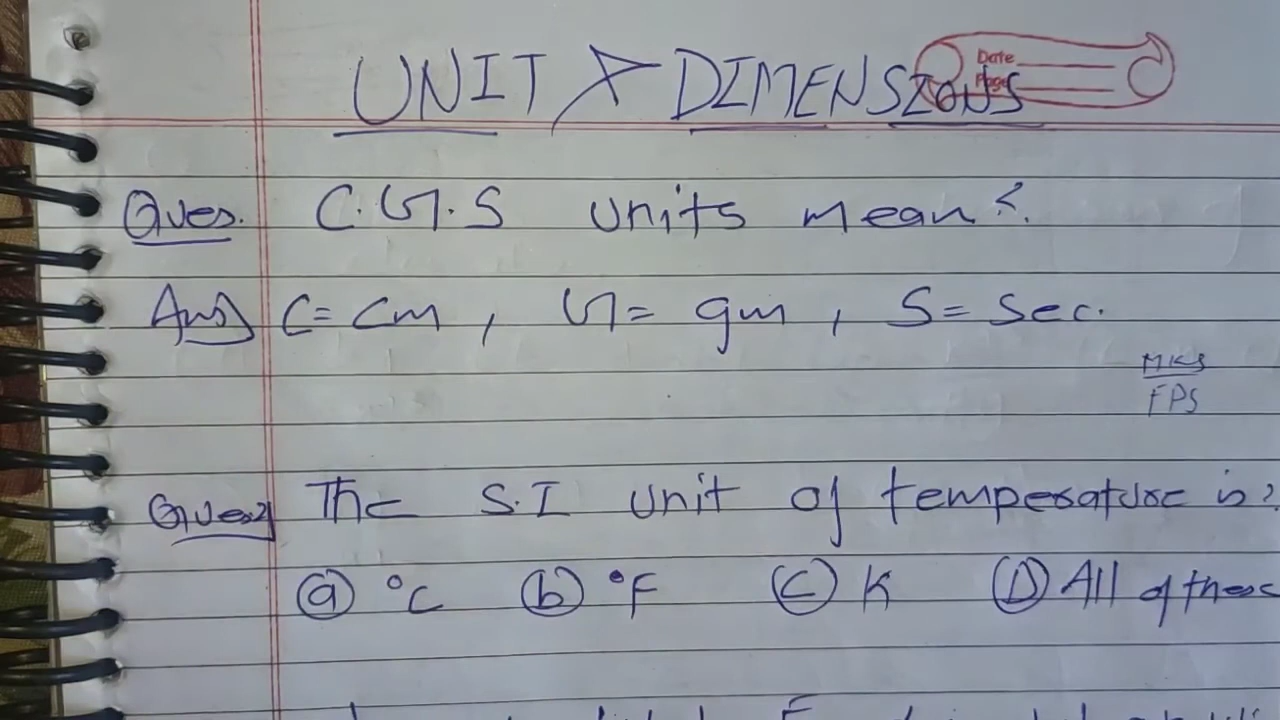 UNIT & DIMENSIONS
Date
Page
Ques. C.G.S units mean?
Ans) C = cm, G = gm, S = Sec.
MKS
FPS
Ques2) The S.I unit of temperature is?
(a) °C (b) °F (c) K (D) All of these